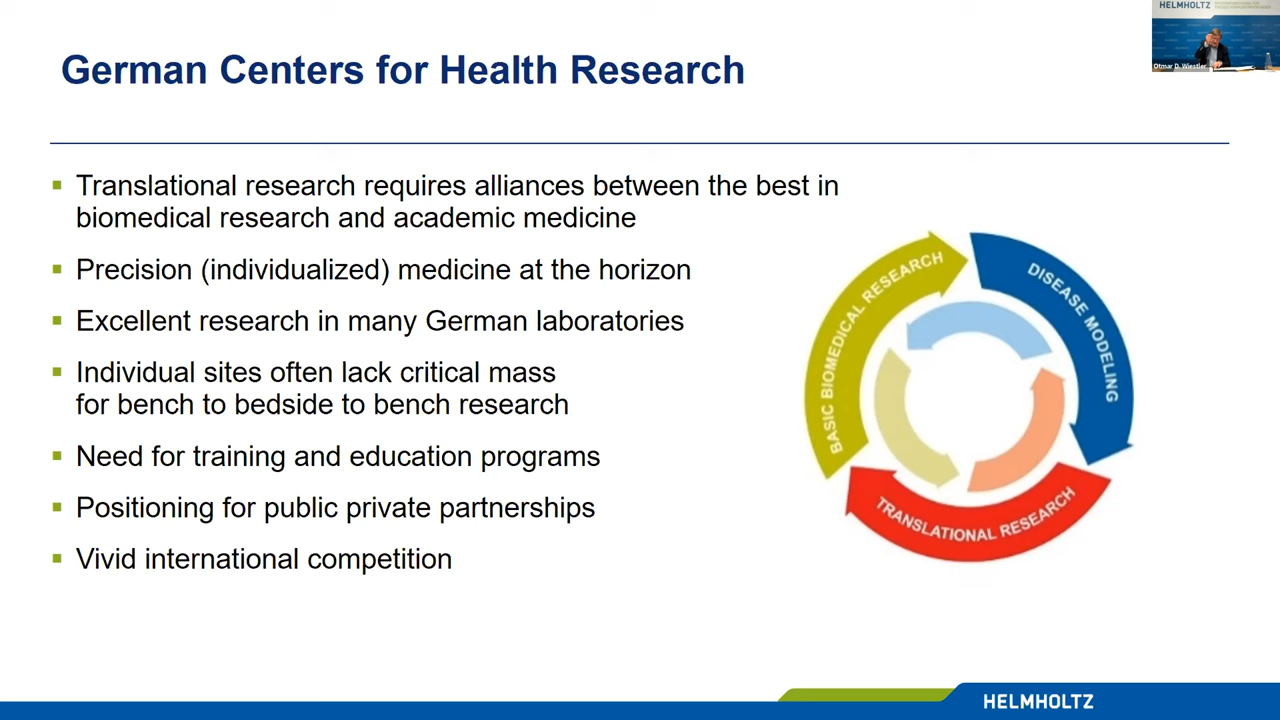 HELMHOLTZ
Otmar D. Wiestler
German Centers for Health Research
▪ Translational research requires alliances between the best in
biomedical research and academic medicine
▪ Precision (individualized) medicine at the horizon
▪ Excellent research in many German laboratories
▪ Individual sites often lack critical mass
for bench to bedside to bench research
▪ Need for training and education programs
▪ Positioning for public private partnerships
▪ Vivid international competition
BASIC BIOMEDICAL RESEARCH
DISEASE MODELING
TRANSLATIONAL RESEARCH
HELMHOLTZ